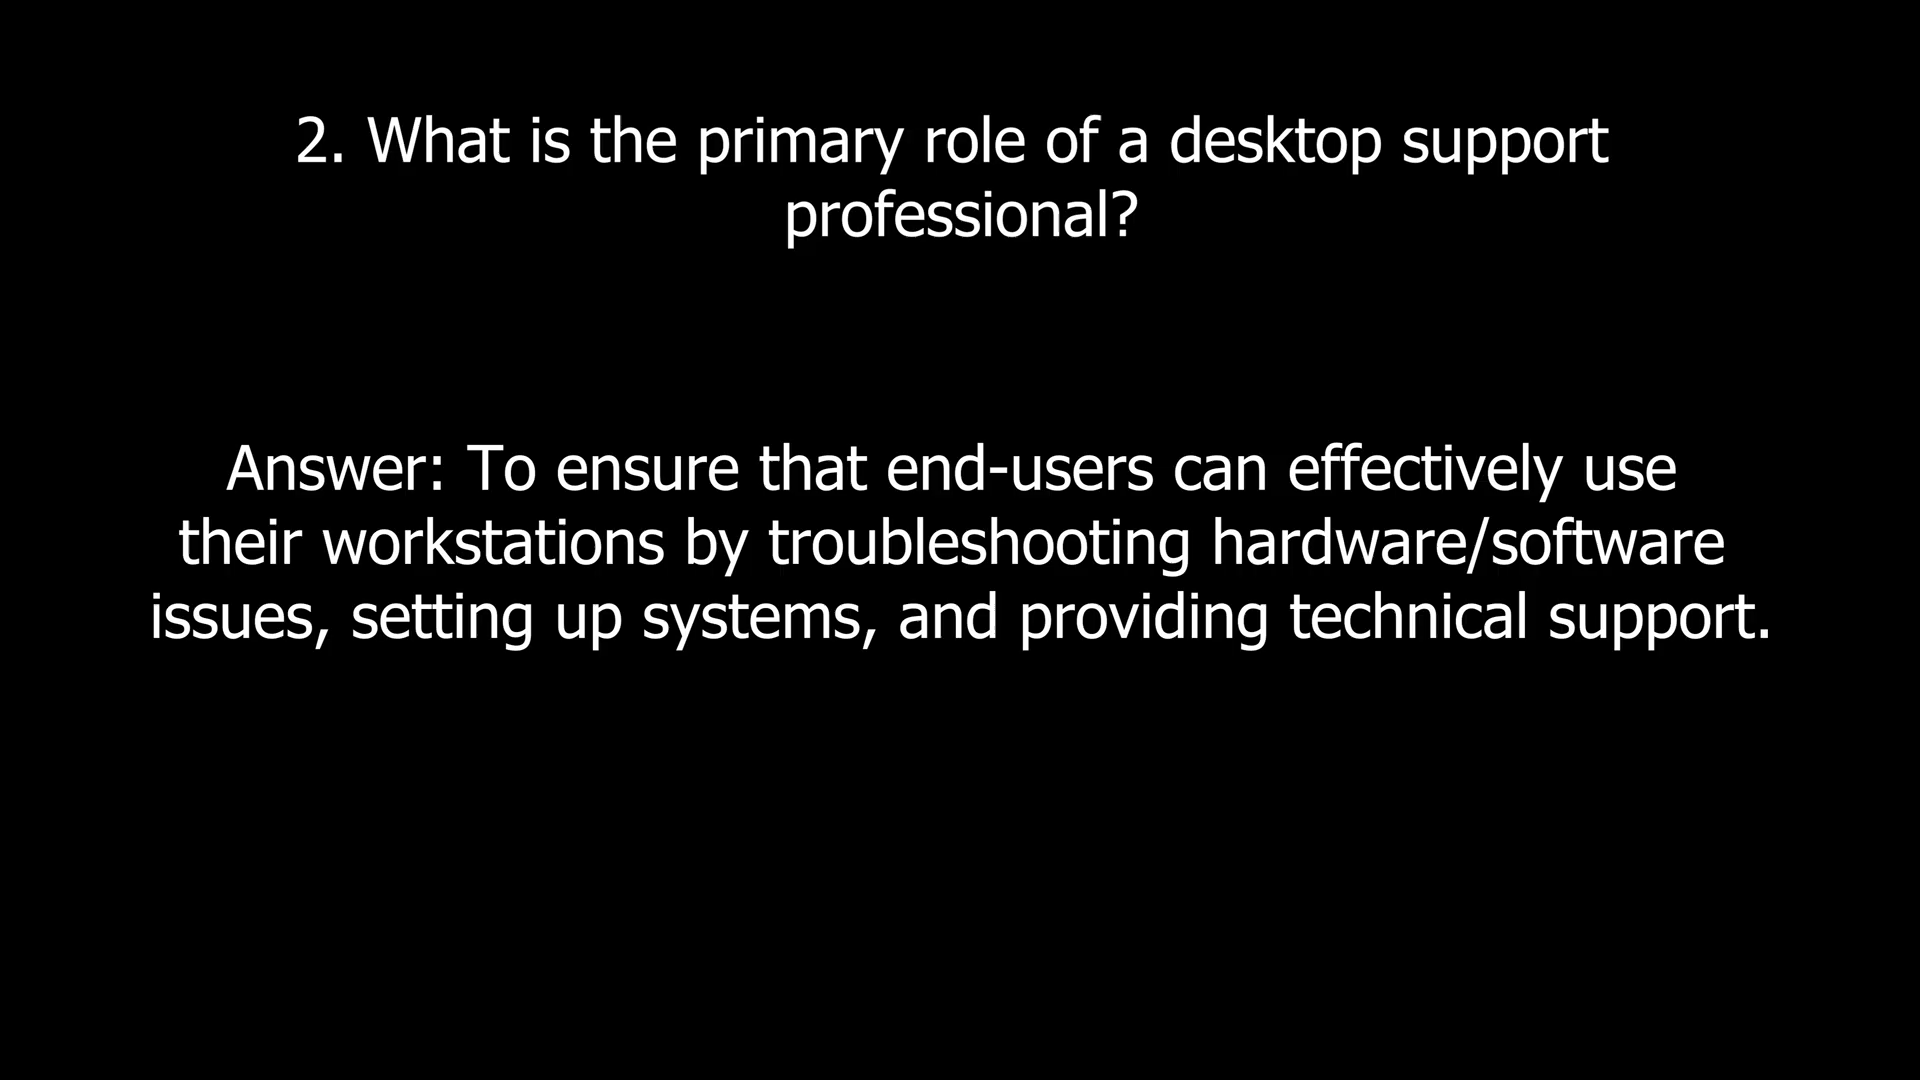 2. What is the primary role of a desktop support
professional?
Answer: To ensure that end-users can effectively use
their workstations by troubleshooting hardware/software
issues, setting up systems, and providing technical support.